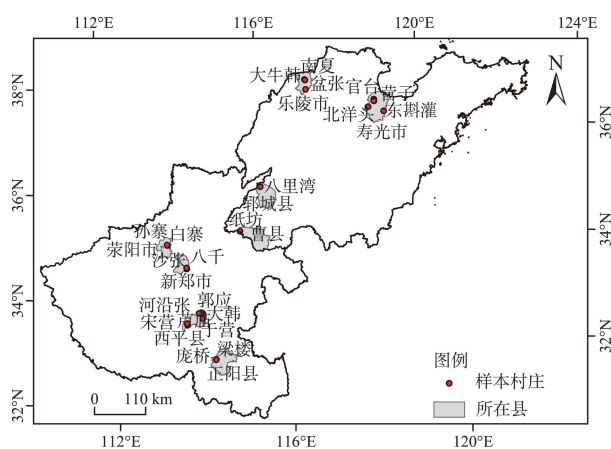 112°E 116°E 120°E 124°E
N
38°N
36°N
34°N
32°N
36°N
34°N
32°N
南夏
大牛韩
盆张
乐陵市
官台
北洋头
东斟灌
寿光市
八里湾
郓城县
纸坊
曹县
孙寨
白寨
荥阳市
沙张
八千
新郑市
河沿张
郭应
大韩
宋营
于营
西平县
梁楼
庞桥
正阳县
图例
样本村庄
所在县
0 110 km
112°E 116°E 120°E